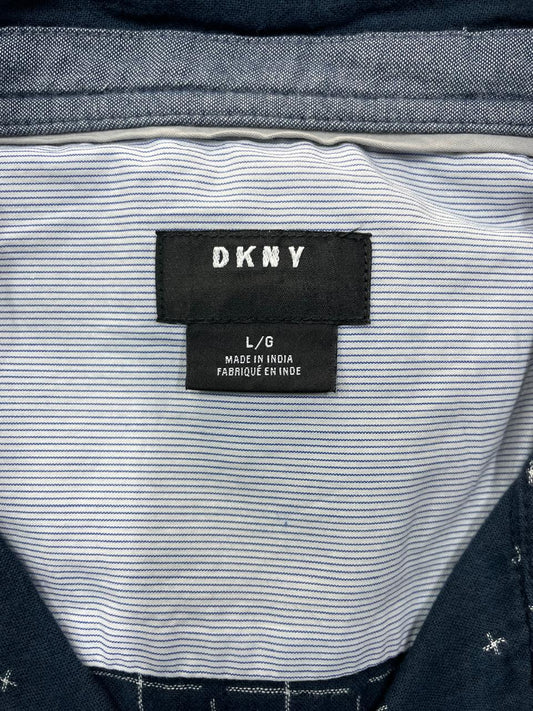 DKNY
L/G
MADE IN INDIA
FABRIQUÉ EN INDE